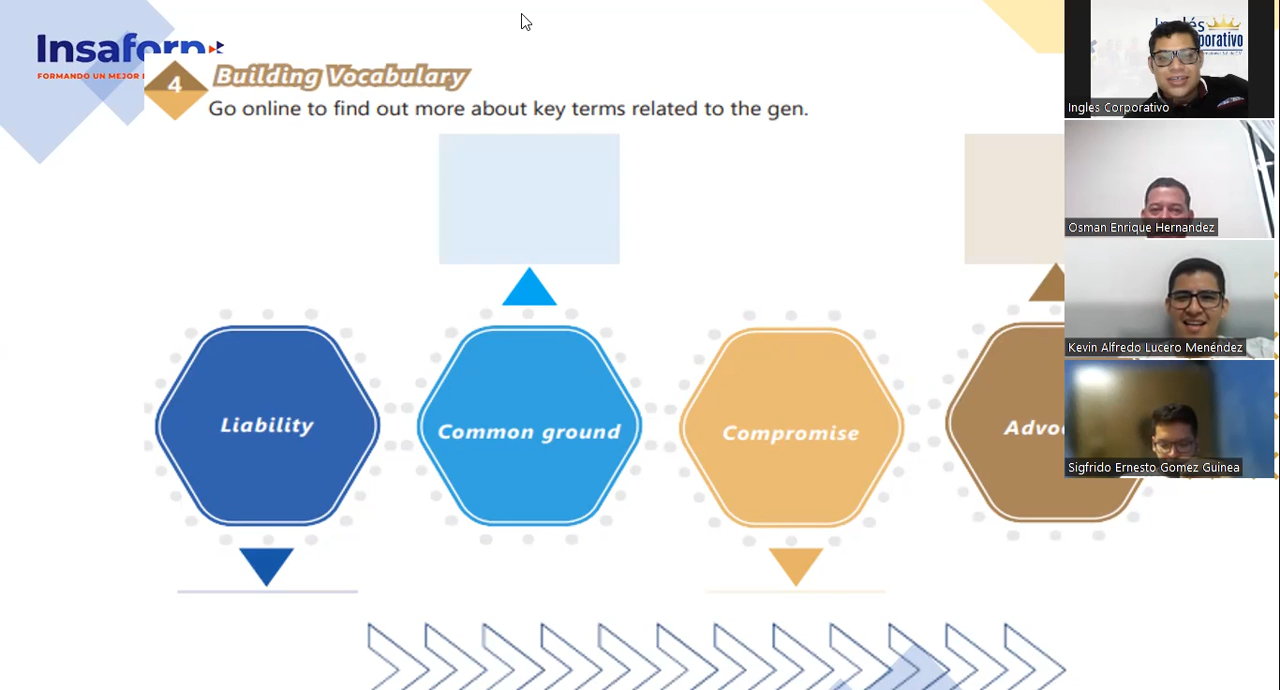 Insaforp
FORMANDO UN MEJOR
4
Building Vocabulary
Go online to find out more about key terms related to the gen.
Liability
Common ground
Compromise
Inglés
Ingles Corporativo
Osman Enrique Hernandez
Kevin Alfredo Lucero Menéndez
Sigfrido Ernesto Gomez Guinea